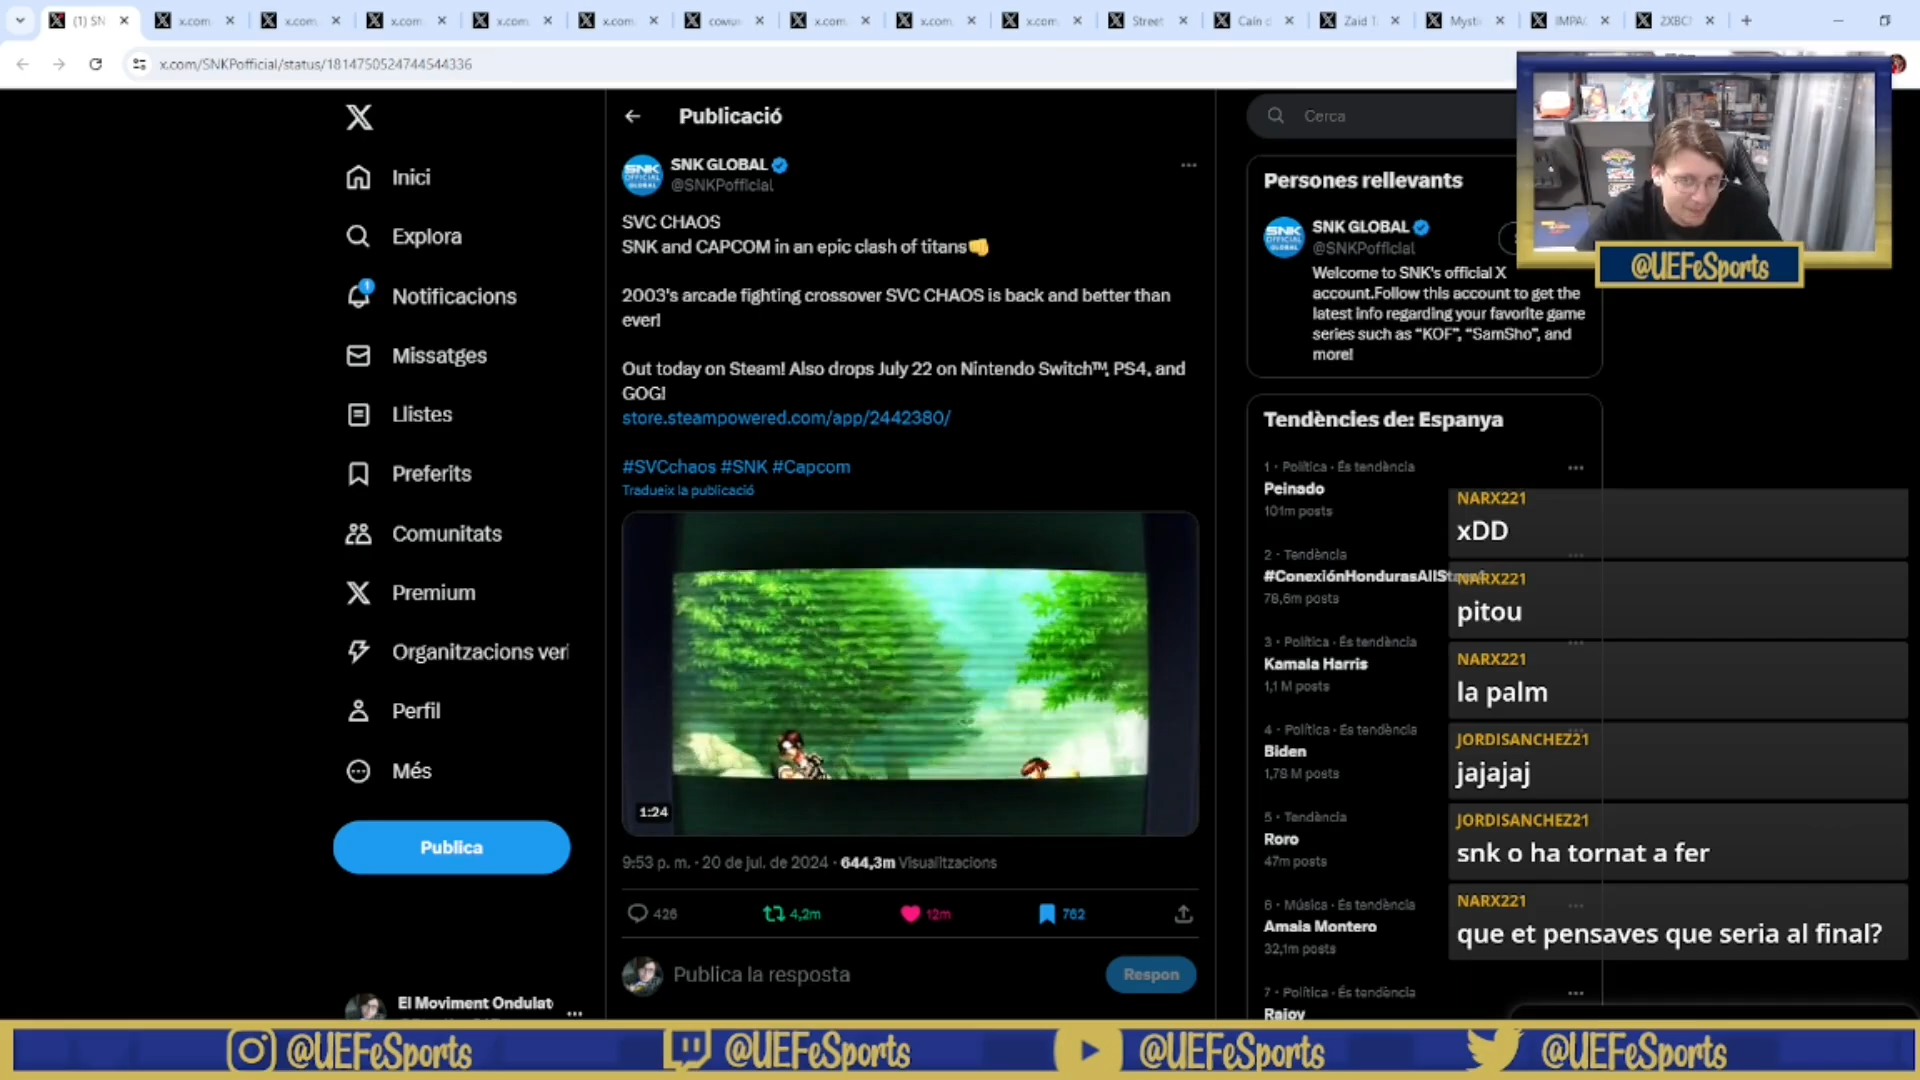 (1) SN
x.com
x.com
x.com
x.com
x.com
comuni
x.com
x.com
x.com
Street
Caín d
Zaid T
Mysti
IMPA
2XBC
x.com/SNKPofficial/status/1814750524744544336
Inici
Explora
Notificacions
1
Missatges
Llistes
Preferits
Comunitats
Premium
Organitzacions veri
Perfil
Més
Publica
El Moviment Ondulat
Publicació
SNK GLOBAL
@SNKPofficial
SVC CHAOS
SNK and CAPCOM in an epic clash of titans👊
2003's arcade fighting crossover SVC CHAOS is back and better than
ever!
Out today on Steam! Also drops July 22 on Nintendo Switch™, PS4, and
GOG!
store.steampowered.com/app/2442380/
#SVCchaos #SNK #Capcom
Tradueix la publicació
1:24
9:53 p. m. · 20 de jul. de 2024 · 644,3m Visualitzacions
426
4,2m
12m
762
Publica la resposta
Respon
Cerca
Persones rellevants
SNK GLOBAL
@SNKPofficial
Welcome to SNK's official X
account.Follow this account to get the
latest info regarding your favorite game
series such as “KOF”, “SamSho”, and
more!
Tendències de: Espanya
1 · Política · És tendència
Peinado
101m posts
2 · Tendència
#ConexiónHondurasAllSt
78,6m posts
3 · Política · És tendència
Kamala Harris
1,1 M posts
4 · Política · És tendència
Biden
1,78 M posts
5 · Tendència
Roro
47m posts
6 · Música · És tendència
Amaia Montero
32,1m posts
7 · Política · És tendència
Rajoy
@UEFeSports
NARX221
xDD
NARX221
pitou
NARX221
la palm
JORDISANCHEZ21
jajajaj
JORDISANCHEZ21
snk o ha tornat a fer
NARX221
que et pensaves que seria al final?
@UEFeSports
@UEFeSports
@UEFeSports
@UEFeSports